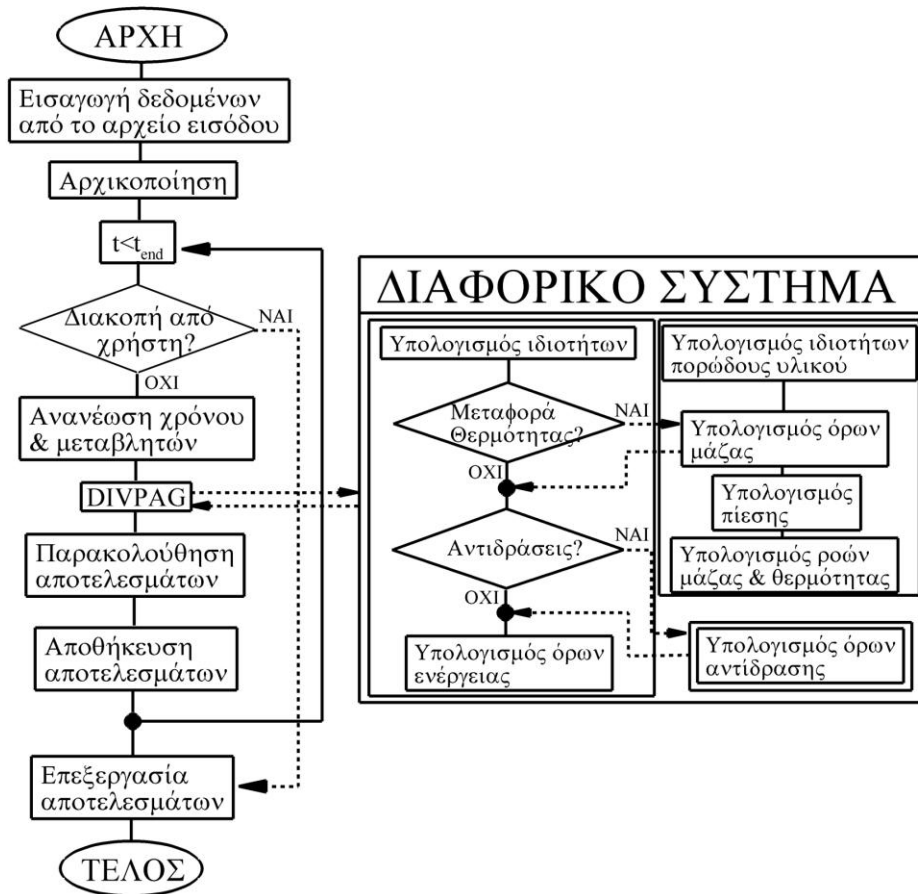 ΑΡΧΗ
Εισαγωγή δεδομένων
από το αρχείο εισόδου
Αρχικοποίηση
t<t_end
Διακοπή από
χρήστη?
ΝΑΙ
ΟΧΙ
Ανανέωση χρόνου
& μεταβλητών
DIVPAG
Παρακολούθηση
αποτελεσμάτων
Αποθήκευση
αποτελεσμάτων
Επεξεργασία
αποτελεσμάτων
ΤΕΛΟΣ
ΔΙΑΦΟΡΙΚΟ ΣΥΣΤΗΜΑ
Υπολογισμός ιδιοτήτων
Μεταφορά
Θερμότητας?
ΝΑΙ
ΟΧΙ
Αντιδράσεις?
ΝΑΙ
ΟΧΙ
Υπολογισμός όρων
ενέργειας
Υπολογισμός ιδιοτήτων
πορώδους υλικού
Υπολογισμός όρων
μάζας
Υπολογισμός
πίεσης
Υπολογισμός ροών
μάζας & θερμότητας
Υπολογισμός όρων
αντίδρασης